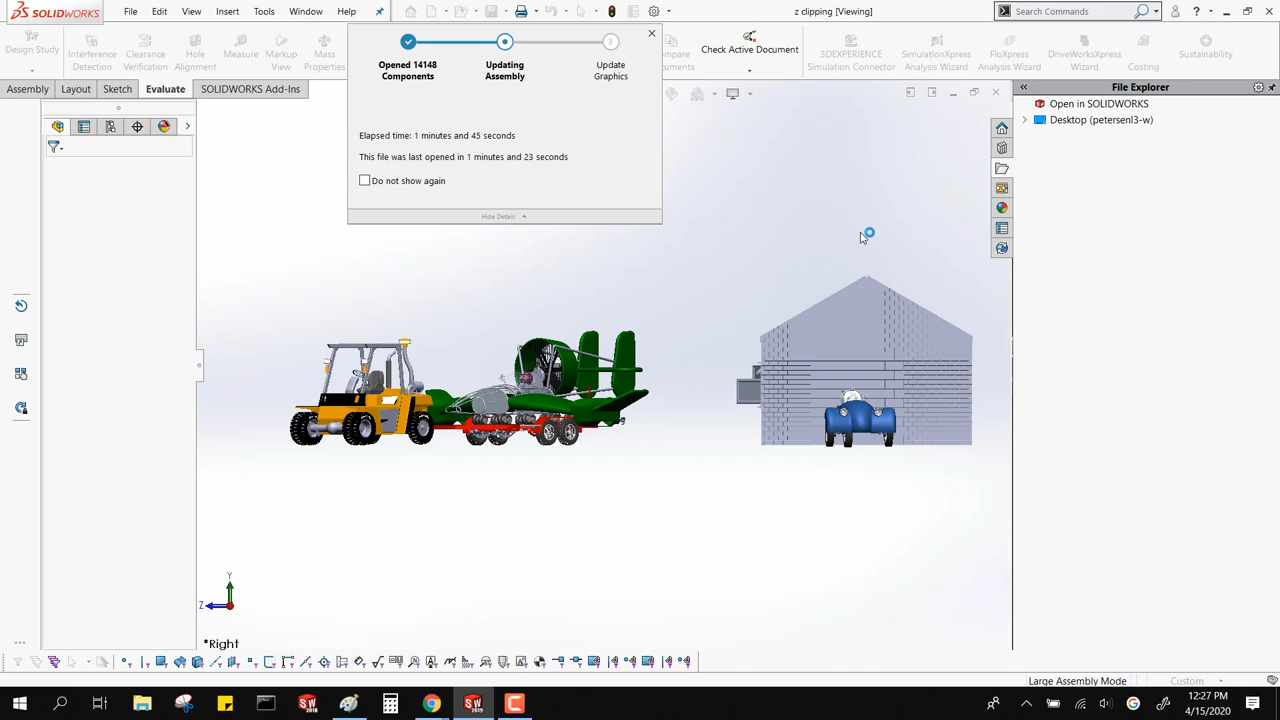 SOLIDWORKS File Edit View Insert Tools Window Help z clipping [Viewing] Search Commands
Design Study Interference Detection Clearance Verification Hole Alignment Measure Markup View Mass Properties Check Active Document 3DEXPERIENCE Simulation Connector SimulationXpress Analysis Wizard FloXpress Analysis Wizard DriveWorksXpress Wizard Costing Sustainability
Assembly Layout Sketch Evaluate SOLIDWORKS Add-Ins
3
Opened 14148 Components
Updating Assembly
Update Graphics
Elapsed time: 1 minutes and 45 seconds
This file was last opened in 1 minutes and 23 seconds
Do not show again
Hide Details
File Explorer
Open in SOLIDWORKS
Desktop (petersenl3-w)
Y
Z
*Right
Large Assembly Mode Custom
SW 2018 SW 2019
12:27 PM
4/15/2020